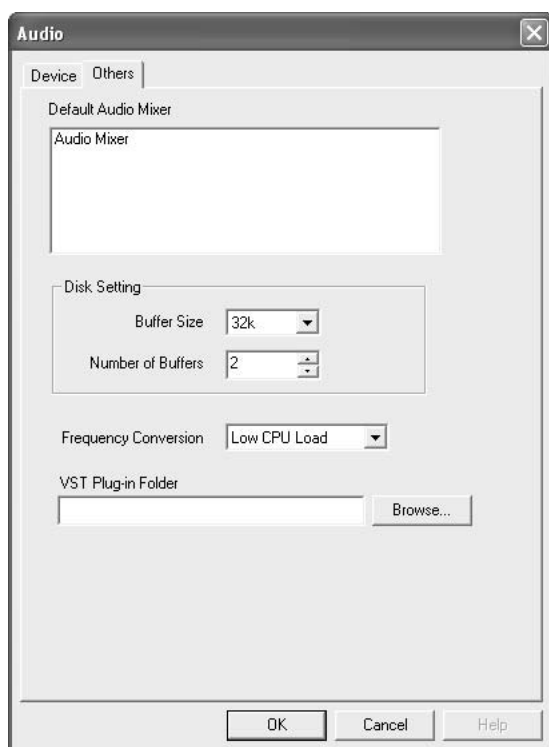 Audio
Device Others
Default Audio Mixer
Audio Mixer
Disk Setting
Buffer Size 32k
Number of Buffers 2
Frequency Conversion Low CPU Load
VST Plug-in Folder
Browse...
OK Cancel Help